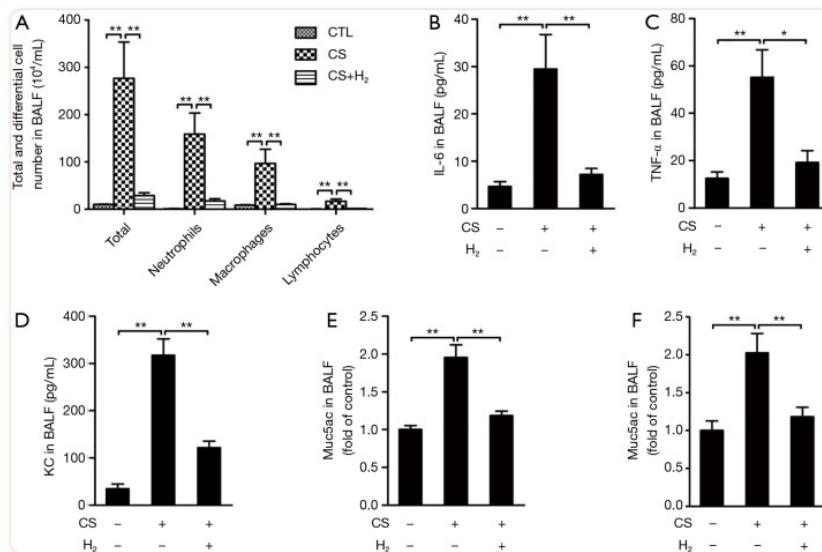 A
Total and differential cell
number in BALF (10⁴/mL)
400
300
200
100
0
** **
** **
** **
** **
CTL
CS
CS+H₂
Total
Neutrophils
Macrophages
Lymphocytes
B
IL-6 in BALF (pg/mL)
40
30
20
10
0
** **
CS – + +
H₂ – – +
C
TNF-α in BALF (pg/mL)
80
60
40
20
0
** *
CS – + +
H₂ – – +
D
KC in BALF (pg/mL)
400
300
200
100
0
** **
CS – + +
H₂ – – +
E
Muc5ac in BALF
(fold of control)
2.5
2.0
1.5
1.0
0.5
0.0
** **
CS – + +
H₂ – – +
F
Muc5ac in BALF
(fold of control)
2.5
2.0
1.5
1.0
0.5
0.0
** **
CS – + +
H₂ – – +